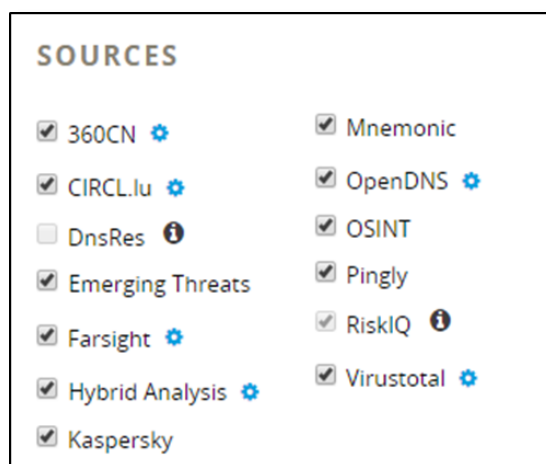 SOURCES
360CN
CIRCL.lu
DnsRes
Emerging Threats
Farsight
Hybrid Analysis
Kaspersky
Mnemonic
OpenDNS
OSINT
Pingly
RiskIQ
Virustotal